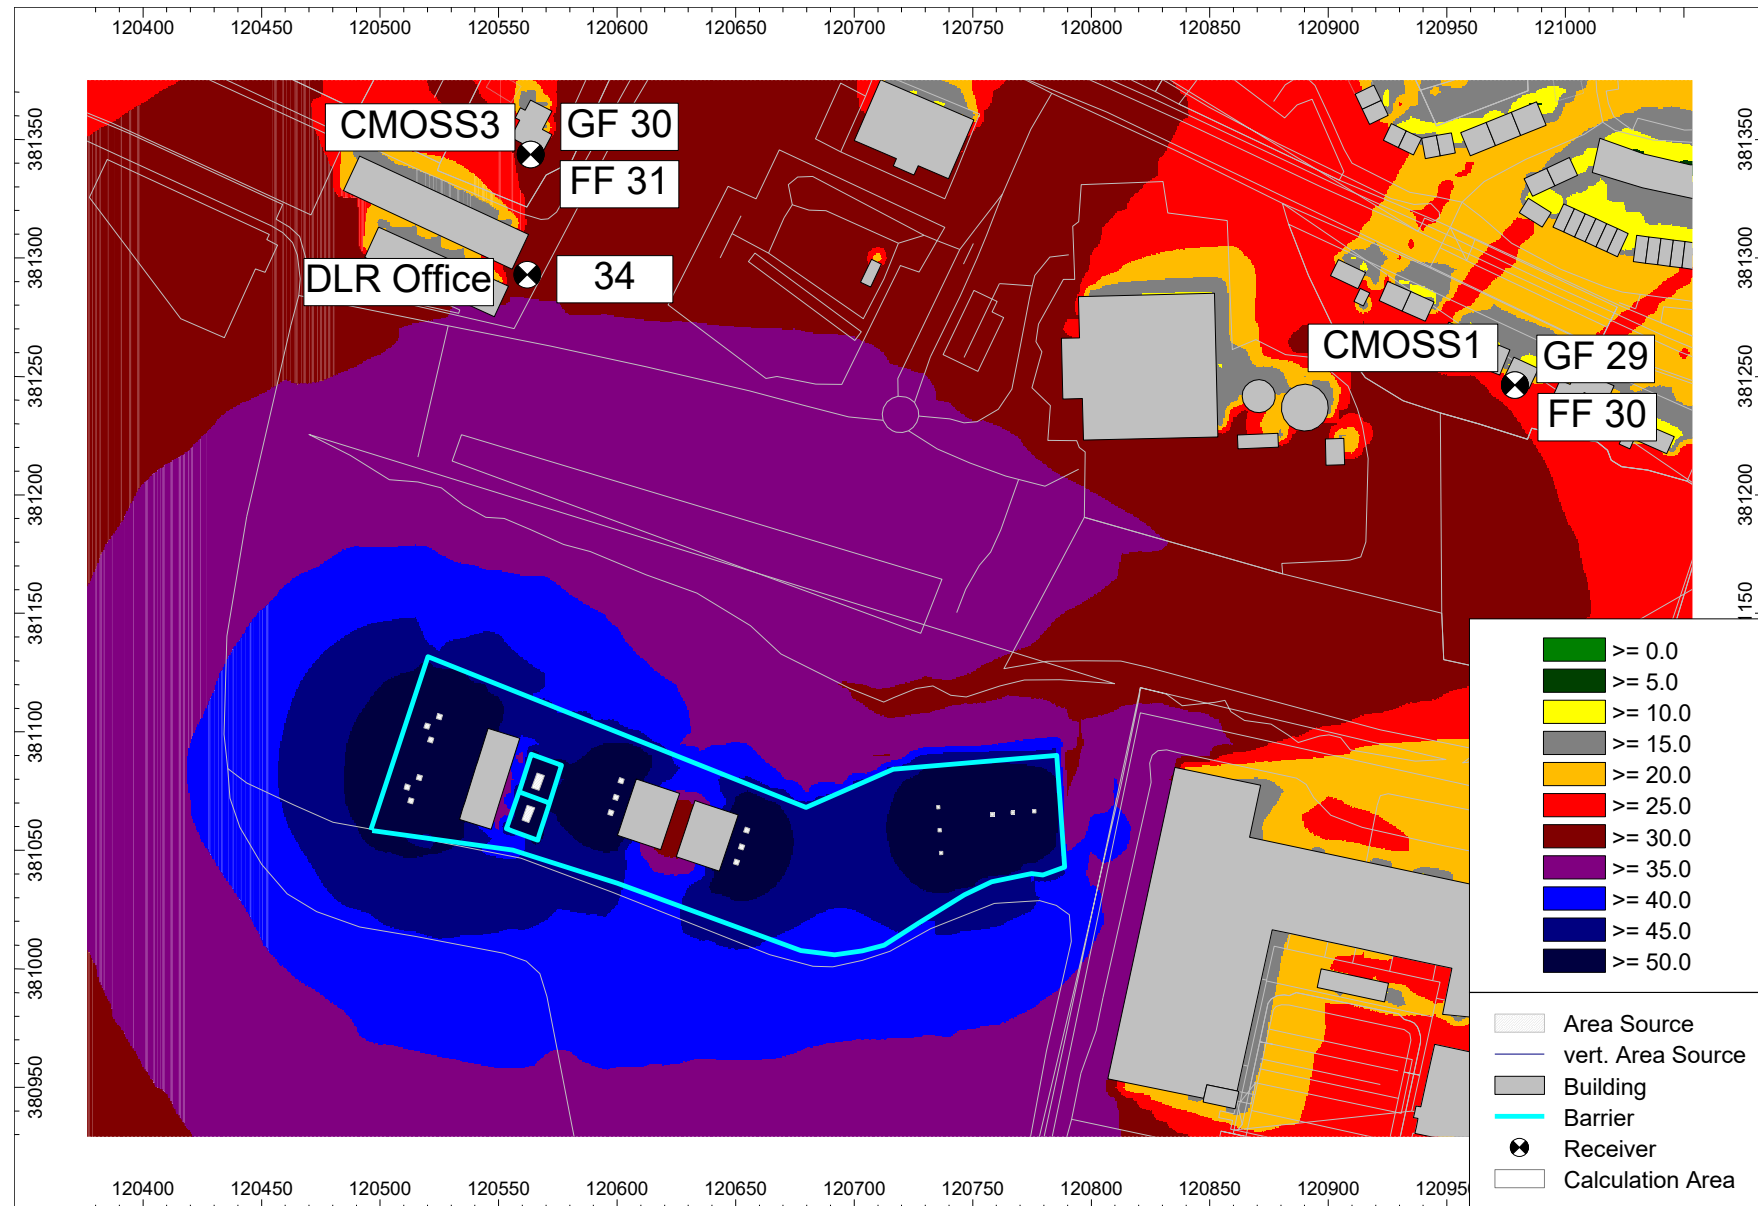 120400 120450 120500 120550 120600 120650 120700 120750 120800 120850 120900 120950 121000
381350 381350
CMOSS3 GF 30
FF 31
381300 381300
DLR Office 34
CMOSS1 GF 29
FF 30
381250 381250
381200 381200
381150
381100
381050
381000
380950
>= 0.0
>= 5.0
>= 10.0
>= 15.0
>= 20.0
>= 25.0
>= 30.0
>= 35.0
>= 40.0
>= 45.0
>= 50.0
Area Source
vert. Area Source
Building
Barrier
Receiver
Calculation Area
120400 120450 120500 120550 120600 120650 120700 120750 120800 120850 120900